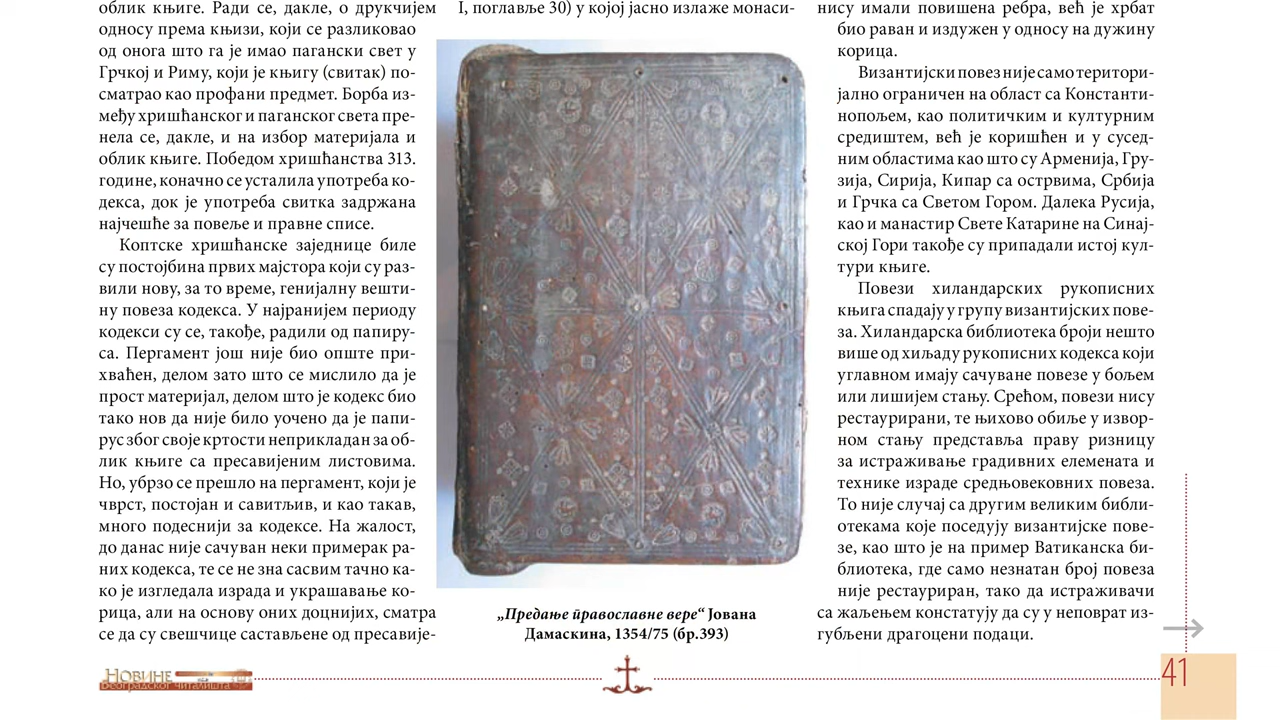 облик књиге. Ради се, дакле, о друкчијем
односу према књизи, који се разликовао
од онога што га је имао пагански свет у
Грчкој и Риму, који је књигу (свитак) по-
сматрао као профани предмет. Борба из-
међу хришћанског и паганског света пре-
нела се, дакле, и на избор материјала и
облик књиге. Победом хришћанства 313.
године, коначно се усталила употреба ко-
декса, док је употреба свитка задржана
најчешће за повеље и правне списе.
Коптске хришћанске заједнице биле
су постојбина првих мајстора који су раз-
вили нову, за то време, генијалну вешти-
ну повеза кодекса. У најранијем периоду
кодекси су се, такође, радили од папиру-
са. Пергамент још није био опште при-
хваћен, делом зато што се мислило да је
прост материјал, делом што је кодекс био
тако нов да није било уочено да је папи-
рус због своје кртости неприкладан за об-
лик књиге са пресавијеним листовима.
Но, убрзо се прешло на пергамент, који је
чврст, постојан и савитљив, и као такав,
много подеснији за кодексе. На жалост,
до данас није сачуван неки примерак ра-
них кодекса, те се не зна сасвим тачно ка-
ко је изгледала израда и украшавање ко-
рица, али на основу оних доцнијих, сматра
се да су свешчице састављене од пресавије-
I, поглавље 30) у којој јасно излаже монаси-
„Предање православне вере“ Јована
Дамаскина, 1354/75 (бр.393)
нису имали повишена ребра, већ је хрбат
био раван и издужен у односу на дужину
корица.
Византијски повез није само територи-
јално ограничен на област са Константи-
нопољем, као политичким и културним
средиштем, већ је коришћен и у сусед-
ним областима као што су Арменија, Гру-
зија, Сирија, Кипар са острвима, Србија
и Грчка са Светом Гором. Далека Русија,
као и манастир Свете Катарине на Синај-
ској Гори такође су припадали истој кул-
тури књиге.
Повези хиландарских рукописних
књига спадају у групу византијских пове-
за. Хиландарска библиотека броји нешто
више од хиљаду рукописних кодекса који
углавном имају сачуване повезе у бољем
или лишијем стању. Срећом, повези нису
рестаурирани, те њихово обиље у извор-
ном стању представља праву ризницу
за истраживање градивних елемената и
технике израде средњовековних повеза.
То није случај са другим великим библи-
отекама које поседују византијске пове-
зе, као што је на пример Ватиканска би-
блиотека, где само незнатан број повеза
није рестауриран, тако да истраживачи
са жаљењем констатују да су у неповрат из-
губљени драгоцени подаци.
Новине
Београдског читалишта
41